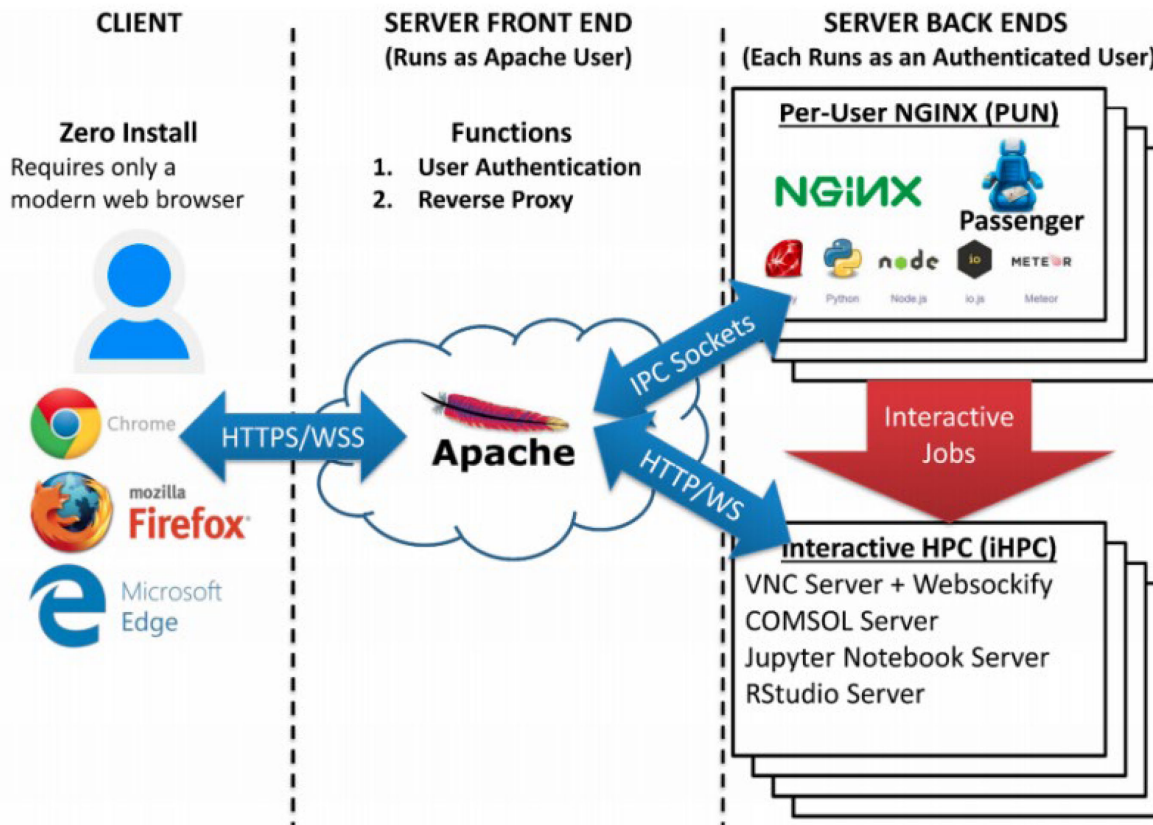 CLIENT
Zero Install
Requires only a
modern web browser
Chrome
mozilla
Firefox
Microsoft
Edge
HTTPS/WSS
SERVER FRONT END
(Runs as Apache User)
Functions
1. User Authentication
2. Reverse Proxy
Apache
IPC Sockets
HTTP/WS
SERVER BACK ENDS
(Each Runs as an Authenticated User)
Per-User NGINX (PUN)
NGiNX
Passenger
node
io
METEOR
Python
Node.js
io.js
Meteor
Interactive
Jobs
Interactive HPC (iHPC)
VNC Server + Websockify
COMSOL Server
Jupyter Notebook Server
RStudio Server